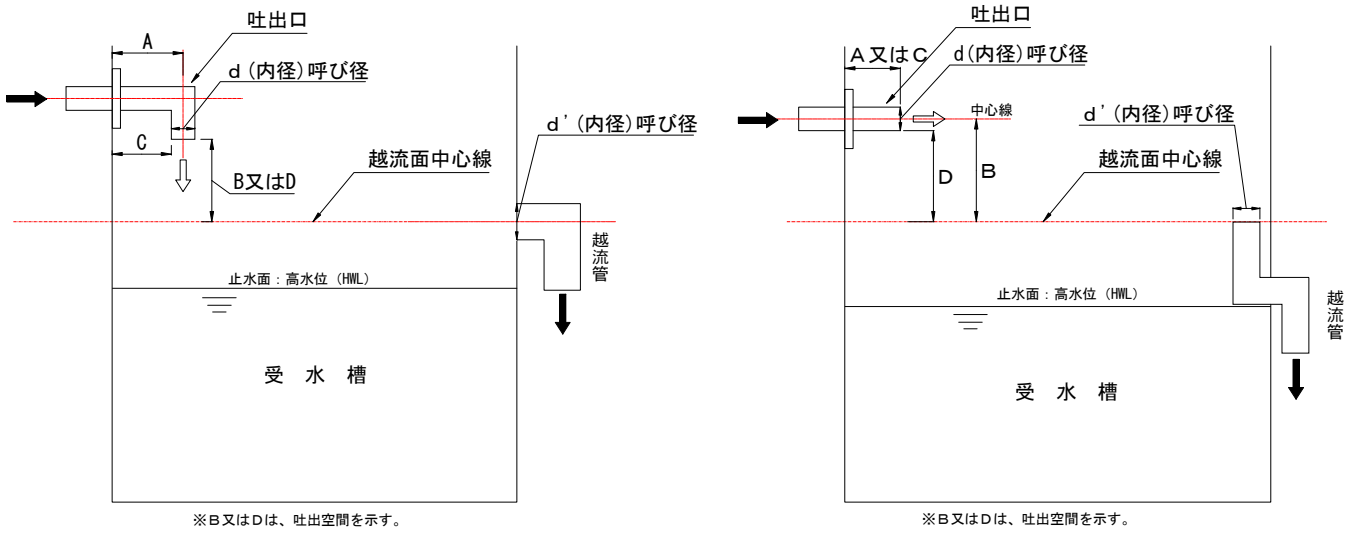 吐出口
A
d (内径)呼び径
C
B又はD
越流面中心線
d'(内径)呼び径
越流管
止水面：高水位 (HWL)
受 水 槽
※B又はDは、吐出空間を示す。
吐出口
A又はC
d(内径)呼び径
中心線
d'(内径)呼び径
D
B
越流面中心線
止水面：高水位 (HWL)
越流管
受 水 槽
※B又はDは、吐出空間を示す。